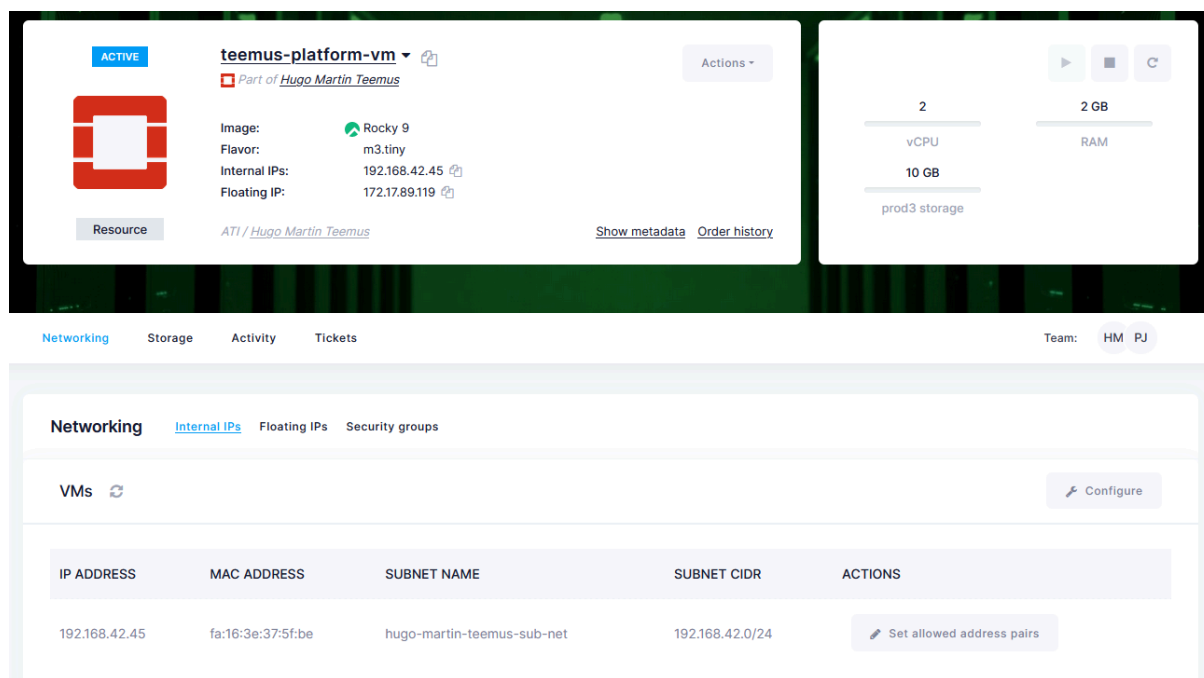 ACTIVE
teemus-platform-vm
Part of Hugo Martin Teemus
Actions
Image: Rocky 9
Flavor: m3.tiny
Internal IPs: 192.168.42.45
Floating IP: 172.17.89.119
Resource
ATI / Hugo Martin Teemus
Show metadata Order history
2 2 GB
vCPU RAM
10 GB
prod3 storage
Networking Storage Activity Tickets
Team: HM PJ
Networking Internal IPs Floating IPs Security groups
VMs
Configure
IP ADDRESS MAC ADDRESS SUBNET NAME SUBNET CIDR ACTIONS
192.168.42.45 fa:16:3e:37:5f:be hugo-martin-teemus-sub-net 192.168.42.0/24 Set allowed address pairs